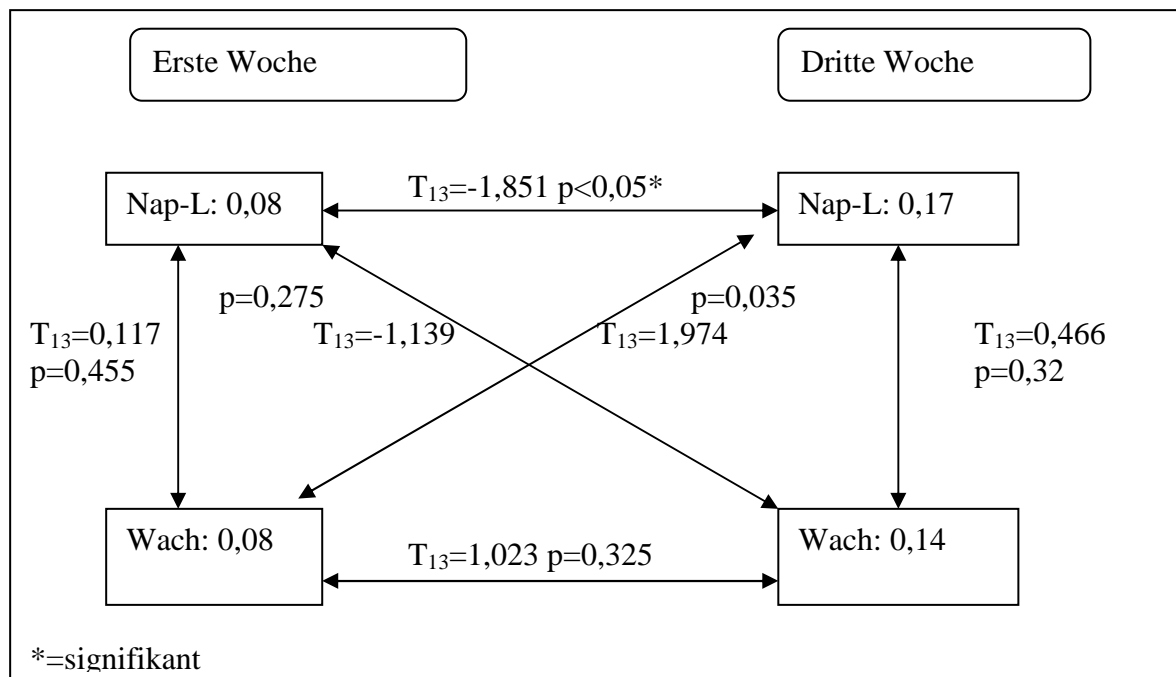 Erste Woche
Dritte Woche
T₁₃=-1,851 p<0,05*
Nap-L: 0,08
Nap-L: 0,17
p=0,275
p=0,035
T₁₃=0,117
p=0,455
T₁₃=-1,139
T₁₃=1,974
T₁₃=0,466
p=0,32
Wach: 0,08
T₁₃=1,023 p=0,325
Wach: 0,14
*=signifikant